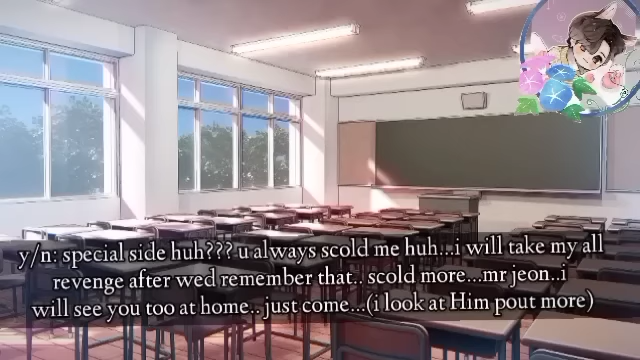 y/n: special side huh??? u always scold me huh...i will take my all
revenge after wed remember that.. scold more...mr jeon..i
will see you too at home.. just come...(i look at Him pout more)